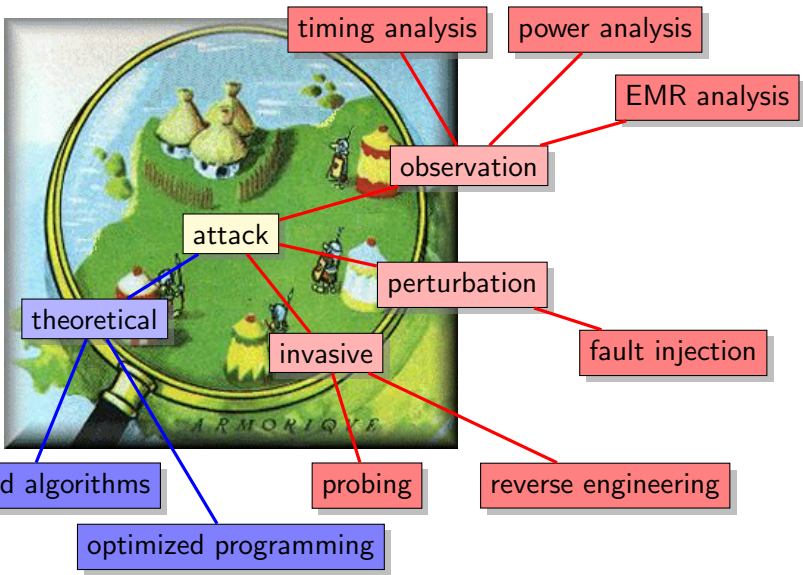 timing analysis
power analysis
EMR analysis
observation
attack
perturbation
theoretical
invasive
fault injection
ARMORIQUE
d algorithms
probing
reverse engineering
optimized programming